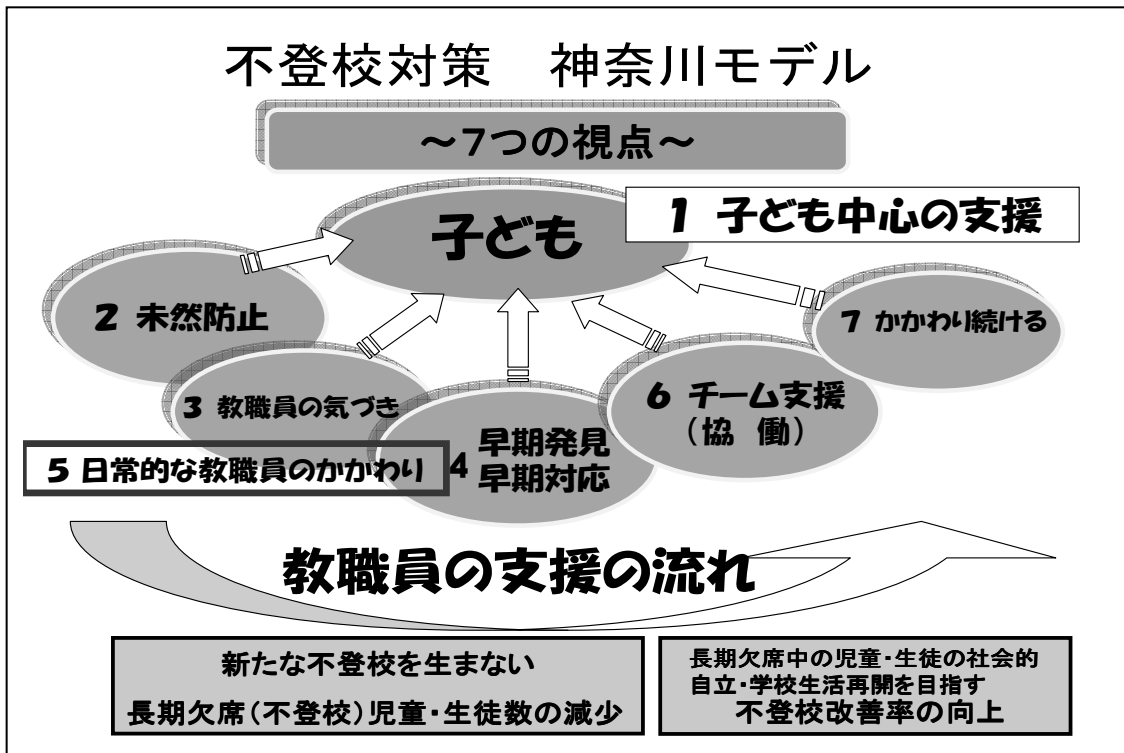 不登校対策　神奈川モデル
～7つの視点～
子ども
1 子ども中心の支援
2 未然防止
7 かかわり続ける
3 教職員の気づき
6 チーム支援
（協　働）
4 早期発見
早期対応
5 日常的な教職員のかかわり
教職員の支援の流れ
新たな不登校を生まない
長期欠席（不登校）児童・生徒数の減少
長期欠席中の児童・生徒の社会的
自立・学校生活再開を目指す
不登校改善率の向上